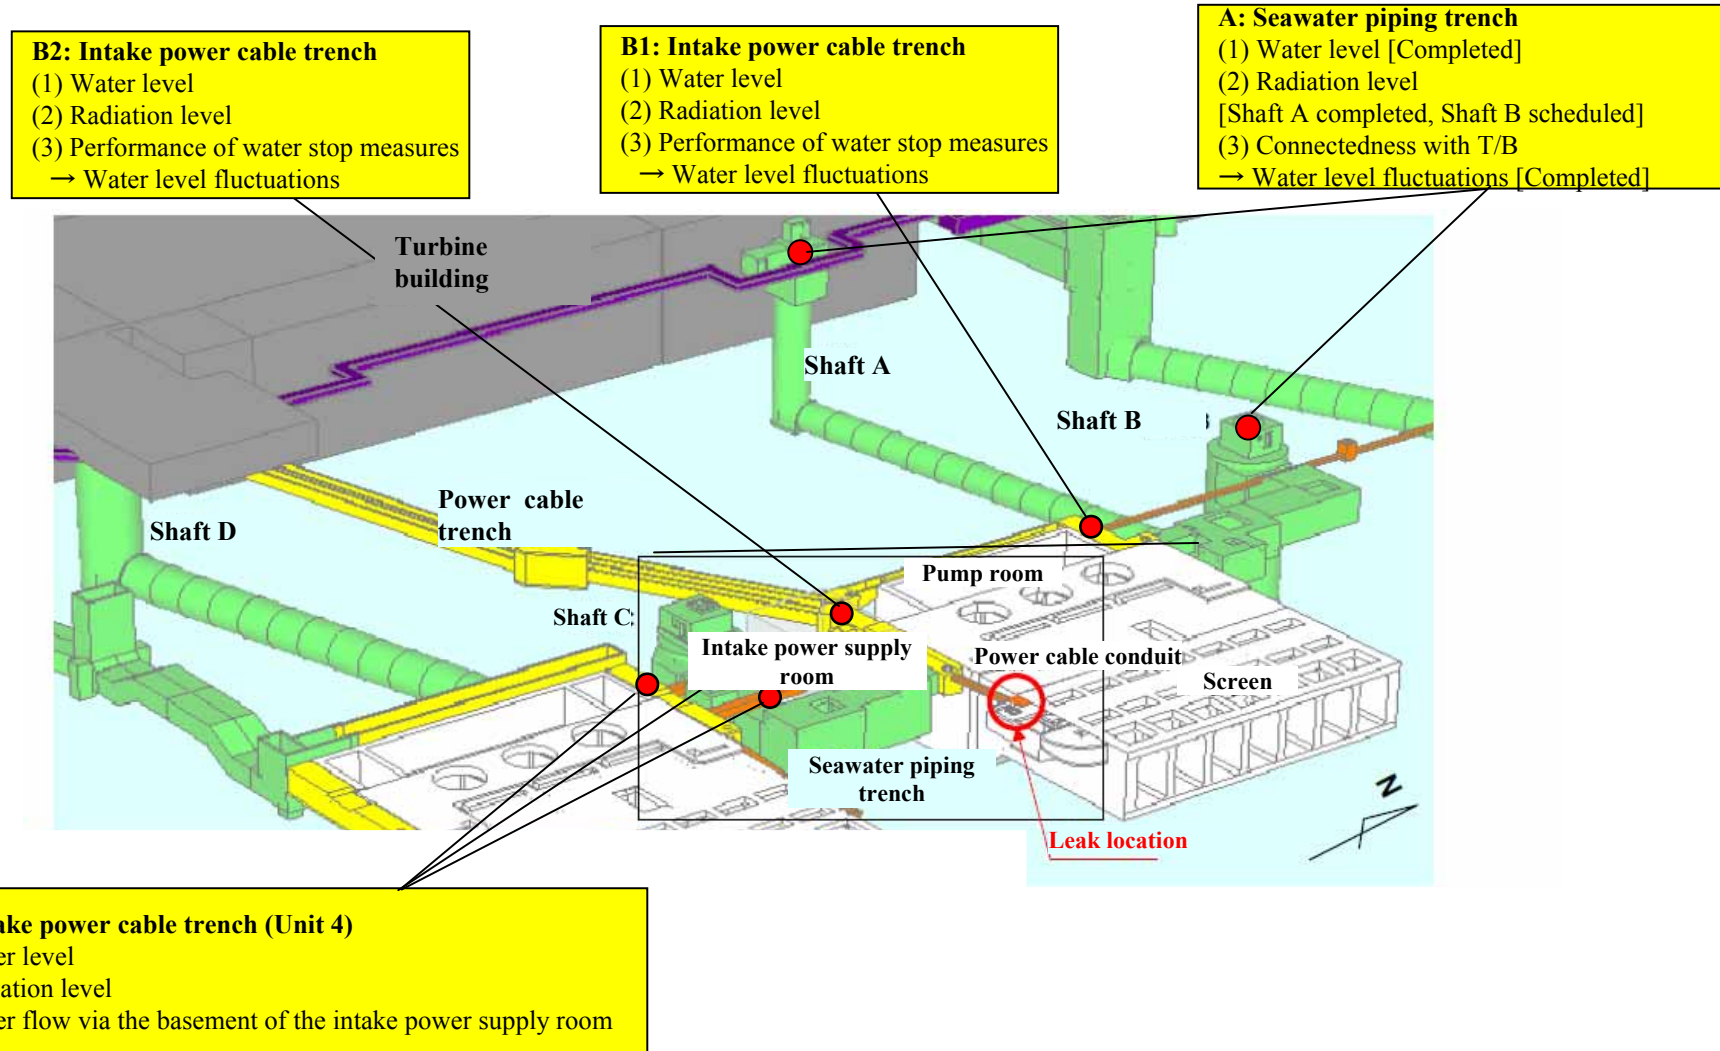 B2: Intake power cable trench
(1) Water level
(2) Radiation level
(3) Performance of water stop measures
→ Water level fluctuations
B1: Intake power cable trench
(1) Water level
(2) Radiation level
(3) Performance of water stop measures
→ Water level fluctuations
A: Seawater piping trench
(1) Water level [Completed]
(2) Radiation level
[Shaft A completed, Shaft B scheduled]
(3) Connectedness with T/B
→ Water level fluctuations [Completed]
Turbine
building
Shaft A
Shaft B
Power cable
trench
Shaft D
Pump room
Shaft C
Intake power supply
room
Power cable conduit
Screen
Seawater piping
trench
N
Leak location
power cable trench (Unit 4)
level
level
flow via the basement of the intake power supply room